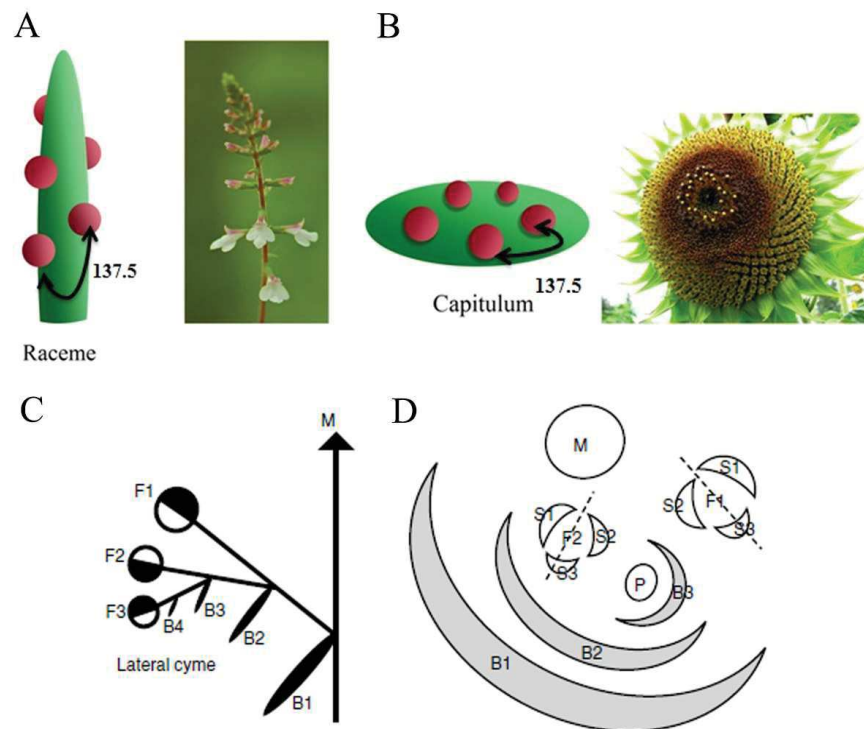 A
B
137.5
137.5
Capitulum
Raceme
C
D
M
F1
F2
F3
B4
B3
B2
Lateral cyme
B1
M
S1
S1
F1
S2
S2
F2
S3
S3
P
B3
B2
B1